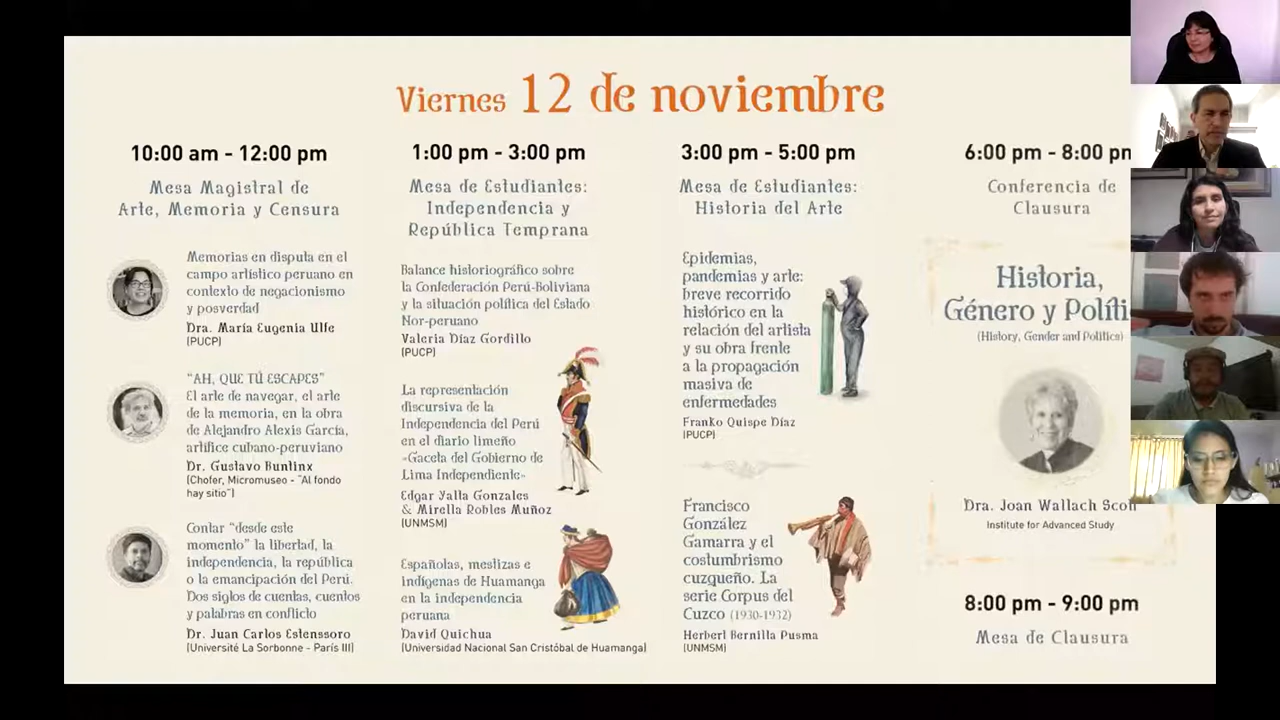 Viernes 12 de noviembre
10:00 am - 12:00 pm
Mesa Magistral de
Arte, Memoria y Censura
Memorias en disputa en el
campo artístico peruano en
contexto de negacionismo
y posverdad
Dra. María Eugenia Ulfe
(PUCP)
“AH, QUE TÚ ESCAPES”
El arte de navegar, el arte
de la memoria, en la obra
de Alejandro Alexis García,
artífice cubano-peruviano
Dr. Gustavo Buntinx
(Chofer, Micromuseo - “Al fondo
hay sitio”)
Contar “desde este
momento” la libertad, la
independencia, la república
o la emancipación del Perú.
Dos siglos de cuentas, cuentos
y palabras en conflicto
Dr. Juan Carlos Estenssoro
(Université La Sorbonne - París III)
1:00 pm - 3:00 pm
Mesa de Estudiantes:
Independencia y
República Temprana
Balance historiográfico sobre
la Confederación Perú-Boliviana
y la situación política del Estado
Nor-peruano
Valeria Díaz Gordillo
(PUCP)
La representación
discursiva de la
Independencia del Perú
en el diario limeño
«Gaceta del Gobierno de
Lima Independiente»
Edgar Yalla Gonzales
& Mirella Robles Muñoz
(UNMSM)
Españolas, mestizas e
indígenas de Huamanga
en la independencia
peruana
David Quichua
(Universidad Nacional San Cristóbal de Huamanga)
3:00 pm - 5:00 pm
Mesa de Estudiantes:
Historia del Arte
Epidemias,
pandemias y arte:
breve recorrido
histórico en la
relación del artista
y su obra frente
a la propagación
masiva de
enfermedades
Franko Quispe Díaz
(PUCP)
Francisco
González
Gamarra y el
costumbrismo
cuzqueño. La
serie Corpus del
Cuzco (1930-1932)
Herbert Bernilla Pusma
(UNMSM)
6:00 pm - 8:00 pm
Conferencia de
Clausura
Historia,
Género y Políti
(History, Gender and Politics)
Dra. Joan Wallach Scott
Institute for Advanced Study
8:00 pm - 9:00 pm
Mesa de Clausura